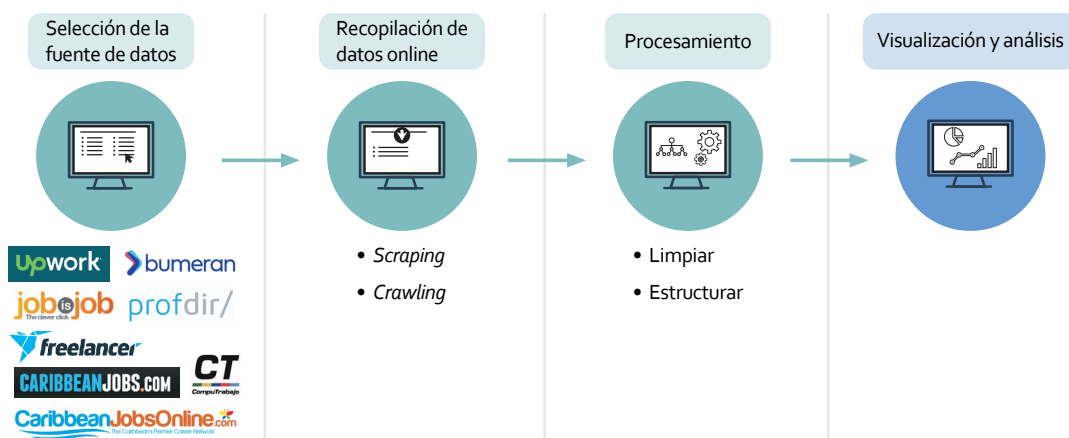 Selección de la
fuente de datos
Recopilación de
datos online
Procesamiento
Visualización y análisis
upwork
bumeran
jobisjob
The clever click
profdir/
freelancer
CARIBBEANJOBS.COM
CT
CompuTrabajo
CaribbeanJobsOnline.com
The Caribbean's Premier Career Network
• Scraping
• Crawling
• Limpiar
• Estructurar